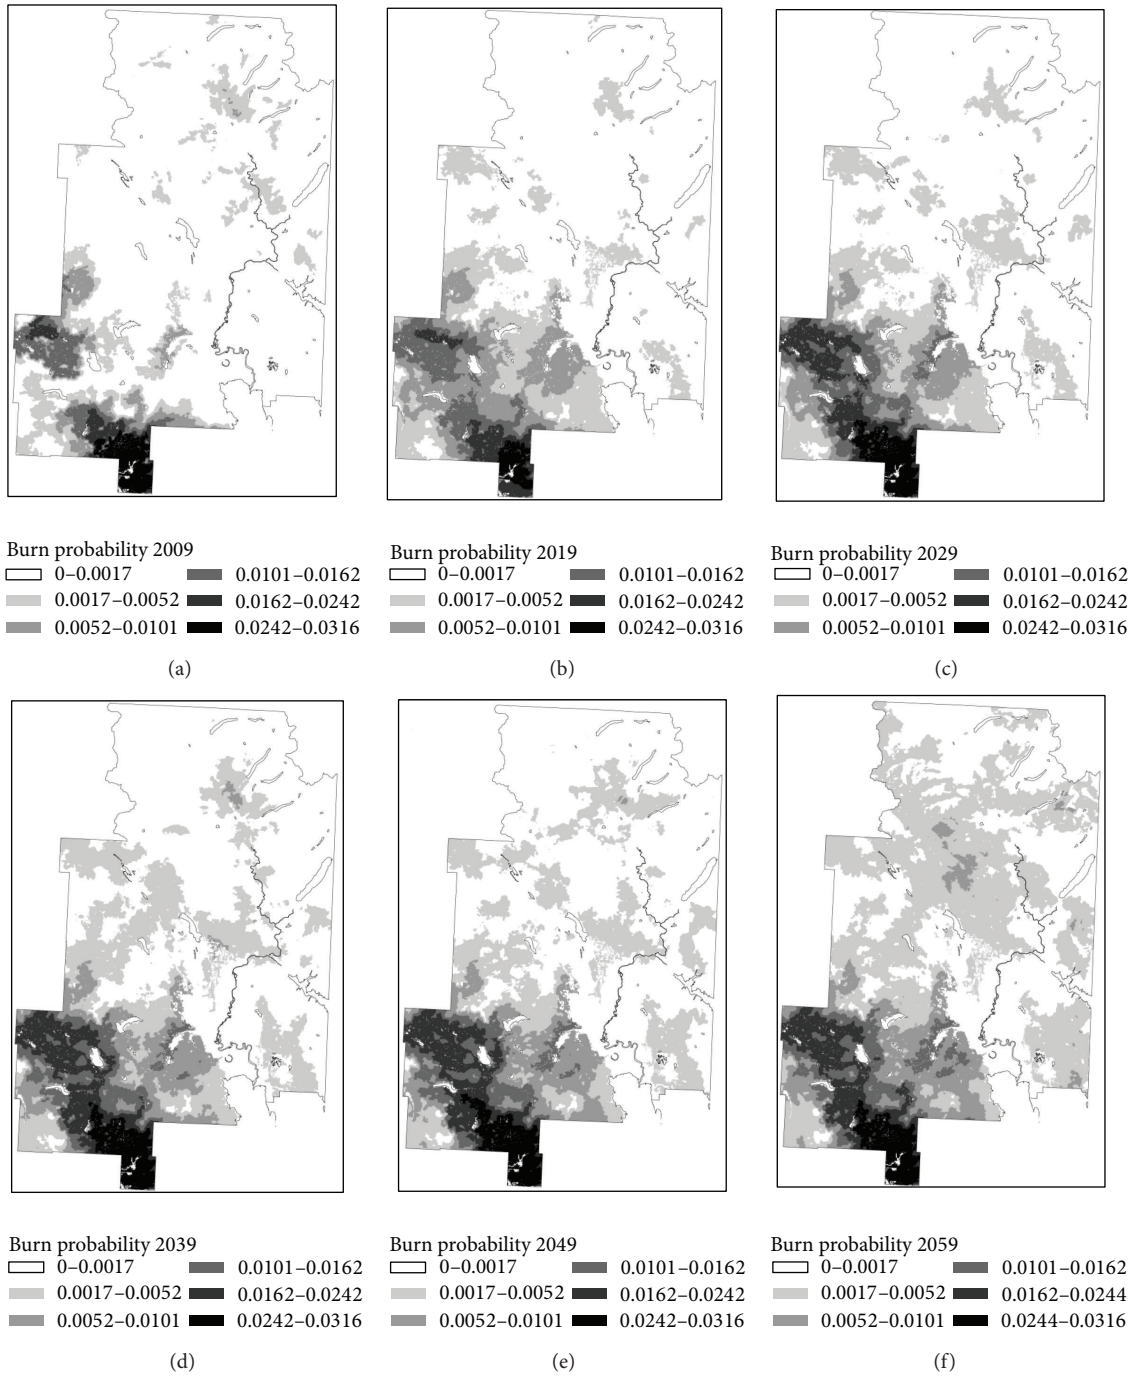 Burn probability 2009
0–0.0017 0.0101–0.0162
0.0017–0.0052 0.0162–0.0242
0.0052–0.0101 0.0242–0.0316
(a)
Burn probability 2019
0–0.0017 0.0101–0.0162
0.0017–0.0052 0.0162–0.0242
0.0052–0.0101 0.0242–0.0316
(b)
Burn probability 2029
0–0.0017 0.0101–0.0162
0.0017–0.0052 0.0162–0.0242
0.0052–0.0101 0.0242–0.0316
(c)
Burn probability 2039
0–0.0017 0.0101–0.0162
0.0017–0.0052 0.0162–0.0242
0.0052–0.0101 0.0242–0.0316
(d)
Burn probability 2049
0–0.0017 0.0101–0.0162
0.0017–0.0052 0.0162–0.0242
0.0052–0.0101 0.0242–0.0316
(e)
Burn probability 2059
0–0.0017 0.0101–0.0162
0.0017–0.0052 0.0162–0.0244
0.0052–0.0101 0.0244–0.0316
(f)